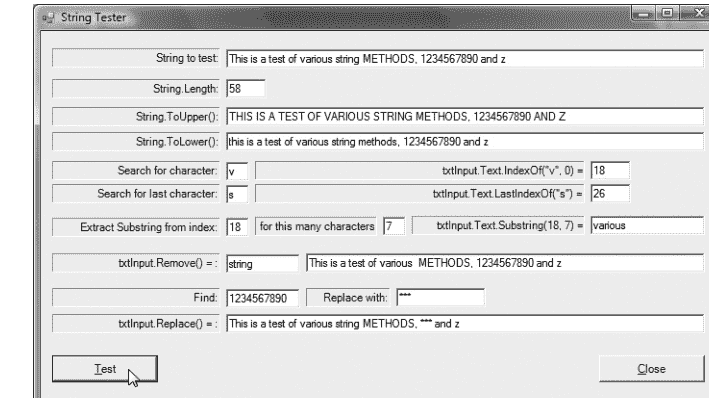 String Tester
String to test: This is a test of various string METHODS, 1234567890 and z
String.Length: 58
String.ToUpper(): THIS IS A TEST OF VARIOUS STRING METHODS, 1234567890 AND Z
String.ToLower(): this is a test of various string methods, 1234567890 and z
Search for character: v txtInput.Text.IndexOf("v", 0) = 18
Search for last character: s txtInput.Text.LastIndexOf("s") = 26
Extract Substring from index: 18 for this many characters 7 txtInput.Text.Substring(18, 7) = various
txtInput.Remove() = : string This is a test of various  METHODS, 1234567890 and z
Find: 1234567890 Replace with: ***
txtInput.Replace() = : This is a test of various string METHODS, *** and z
Test Close